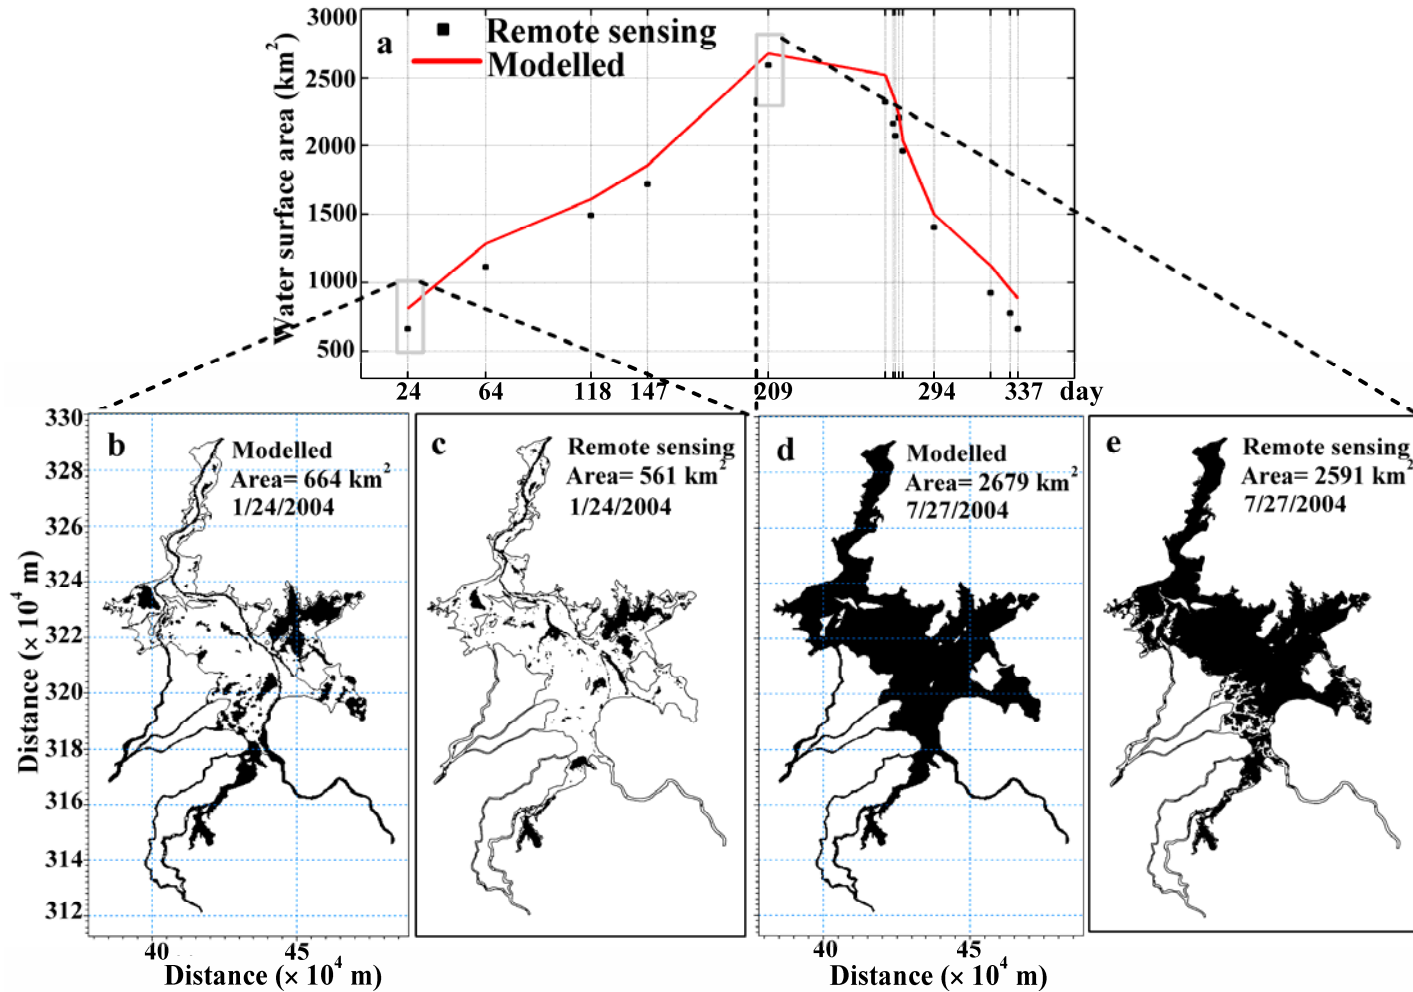 a
Remote sensing
Modelled
Water surface area (km²)
3000
2500
2000
1500
1000
500
24 64 118 147 209 294 337 day
b
Modelled
Area= 664 km²
1/24/2004
c
Remote sensing
Area= 561 km²
1/24/2004
d
Modelled
Area= 2679 km²
7/27/2004
e
Remote sensing
Area= 2591 km²
7/27/2004
Distance (× 10⁴ m)
330
328
326
324
322
320
318
316
314
312
40 45
Distance (× 10⁴ m)
40 45
Distance (× 10⁴ m)